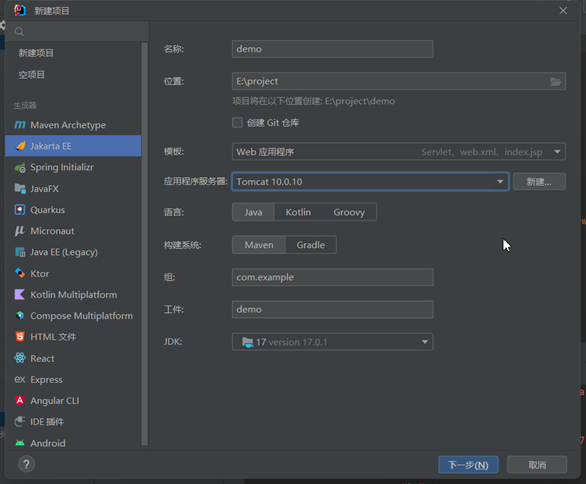 新建项目
新建项目
空项目
生成器
Maven Archetype
Jakarta EE
Spring Initializr
JavaFX
Quarkus
Micronaut
Java EE (Legacy)
Ktor
Kotlin Multiplatform
Compose Multiplatform
HTML 文件
React
ex Express
Angular CLI
IDE 插件
Android
名称: demo
位置: E:\project
项目将在以下位置创建: E:\project\demo
创建 Git 仓库
模板: Web 应用程序 Servlet、web.xml、index.jsp
应用程序服务器: Tomcat 10.0.10 新建...
语言: Java Kotlin Groovy
构建系统: Maven Gradle
组: com.example
工件: demo
JDK: 17 version 17.0.1
? 下一步(N) 取消